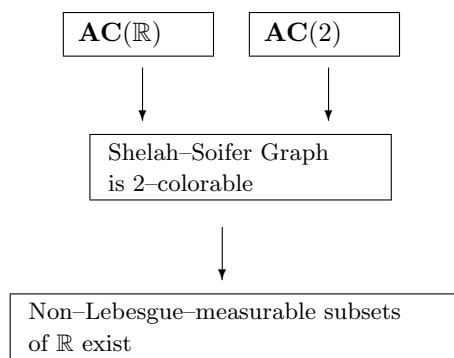 AC(ℝ) AC(2)
Shelah–Soifer Graph
is 2–colorable
Non–Lebesgue–measurable subsets
of ℝ exist